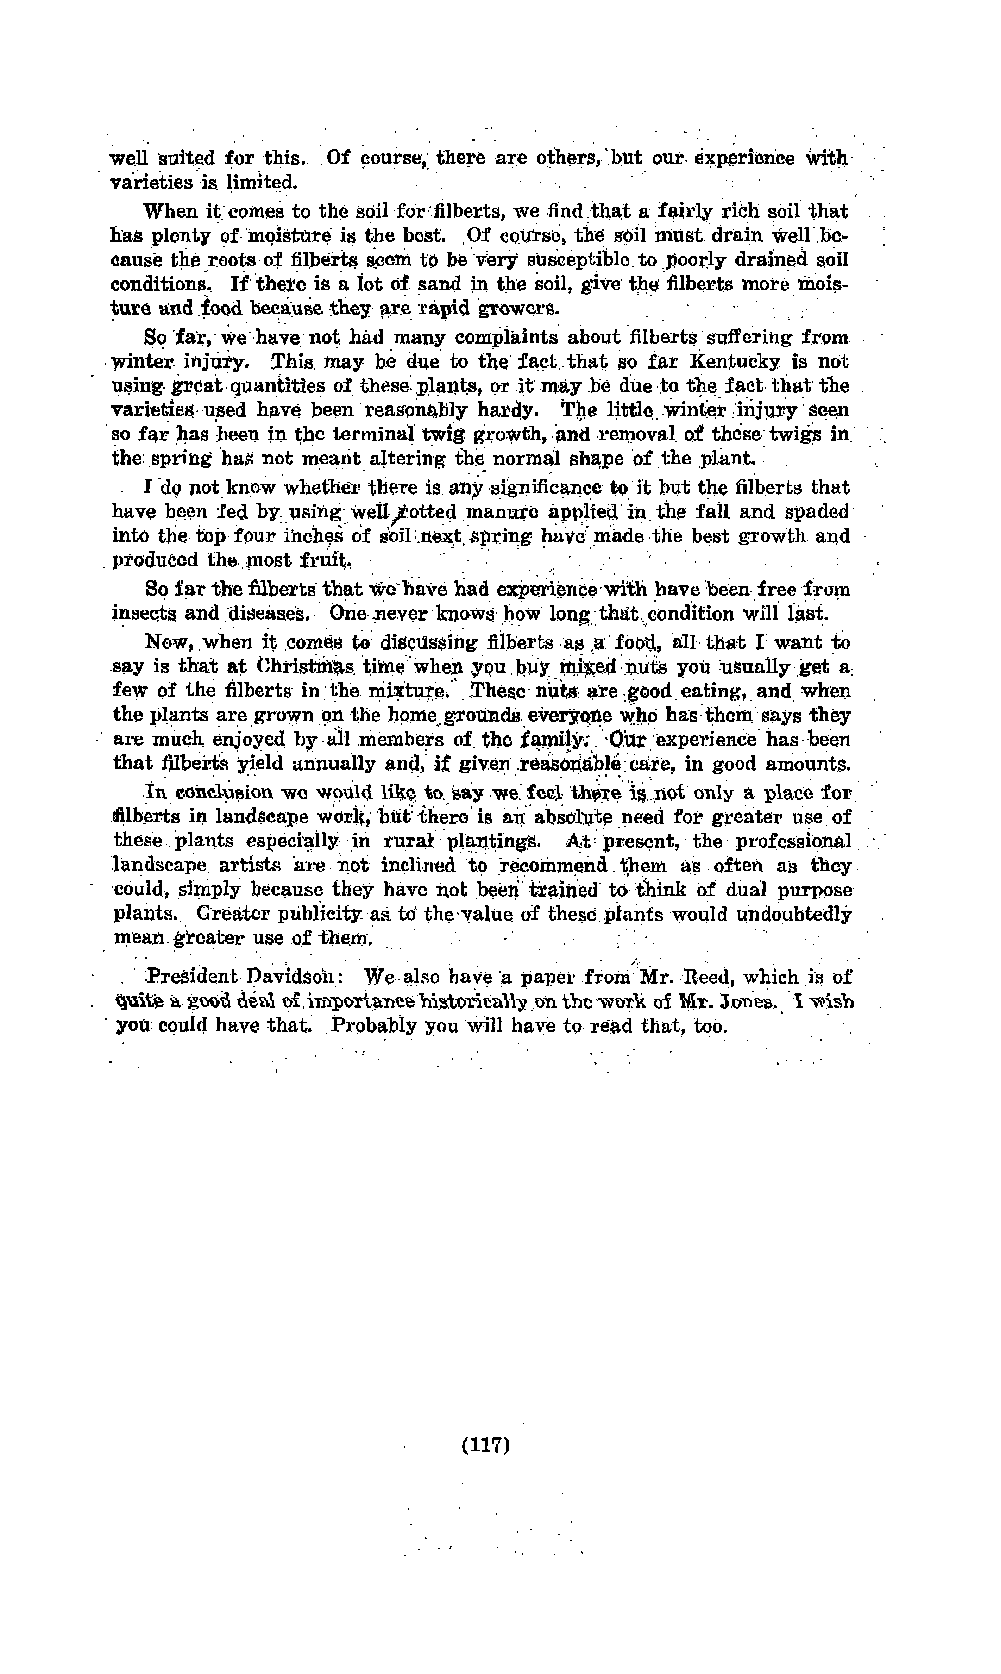 well suited for this. Of course, there are others, but our experience with
varieties is limited.
When it comes to the soil for filberts, we find that a fairly rich soil that
has plenty of moisture is the best. Of course, the soil must drain well be-
cause the roots of filberts seem to be very susceptible to poorly drained soil
conditions. If there is a lot of sand in the soil, give the filberts more mois-
ture and food because they are rapid growers.
So far, we have not had many complaints about filberts suffering from
winter injury. This may be due to the fact that so far Kentucky is not
using great quantities of these plants, or it may be due to the fact that the
varieties used have been reasonably hardy. The little winter injury seen
so far has been in the terminal twig growth, and removal of these twigs in
the spring has not meant altering the normal shape of the plant.
I do not know whether there is any significance to it but the filberts that
have been fed by using well rotted manure applied in the fall and spaded
into the top four inches of soil next spring have made the best growth and
produced the most fruit.
So far the filberts that we have had experience with have been free from
insects and diseases. One never knows how long that condition will last.
Now, when it comes to discussing filberts as a food, all that I want to
say is that at Christmas time when you buy mixed nuts you usually get a
few of the filberts in the mixture. These nuts are good eating, and when
the plants are grown on the home grounds everyone who has them says they
are much enjoyed by all members of the family. Our experience has been
that filberts yield annually and, if given reasonable care, in good amounts.
In conclusion we would like to say we feel there is not only a place for
filberts in landscape work, but there is an absolute need for greater use of
these plants especially in rural plantings. At present, the professional
landscape artists are not inclined to recommend them as often as they
could, simply because they have not been trained to think of dual purpose
plants. Greater publicity as to the value of these plants would undoubtedly
mean greater use of them.
President Davidson: We also have a paper from Mr. Reed, which is of
quite a good deal of importance historically on the work of Mr. Jones. I wish
you could have that. Probably you will have to read that, too.
(117)